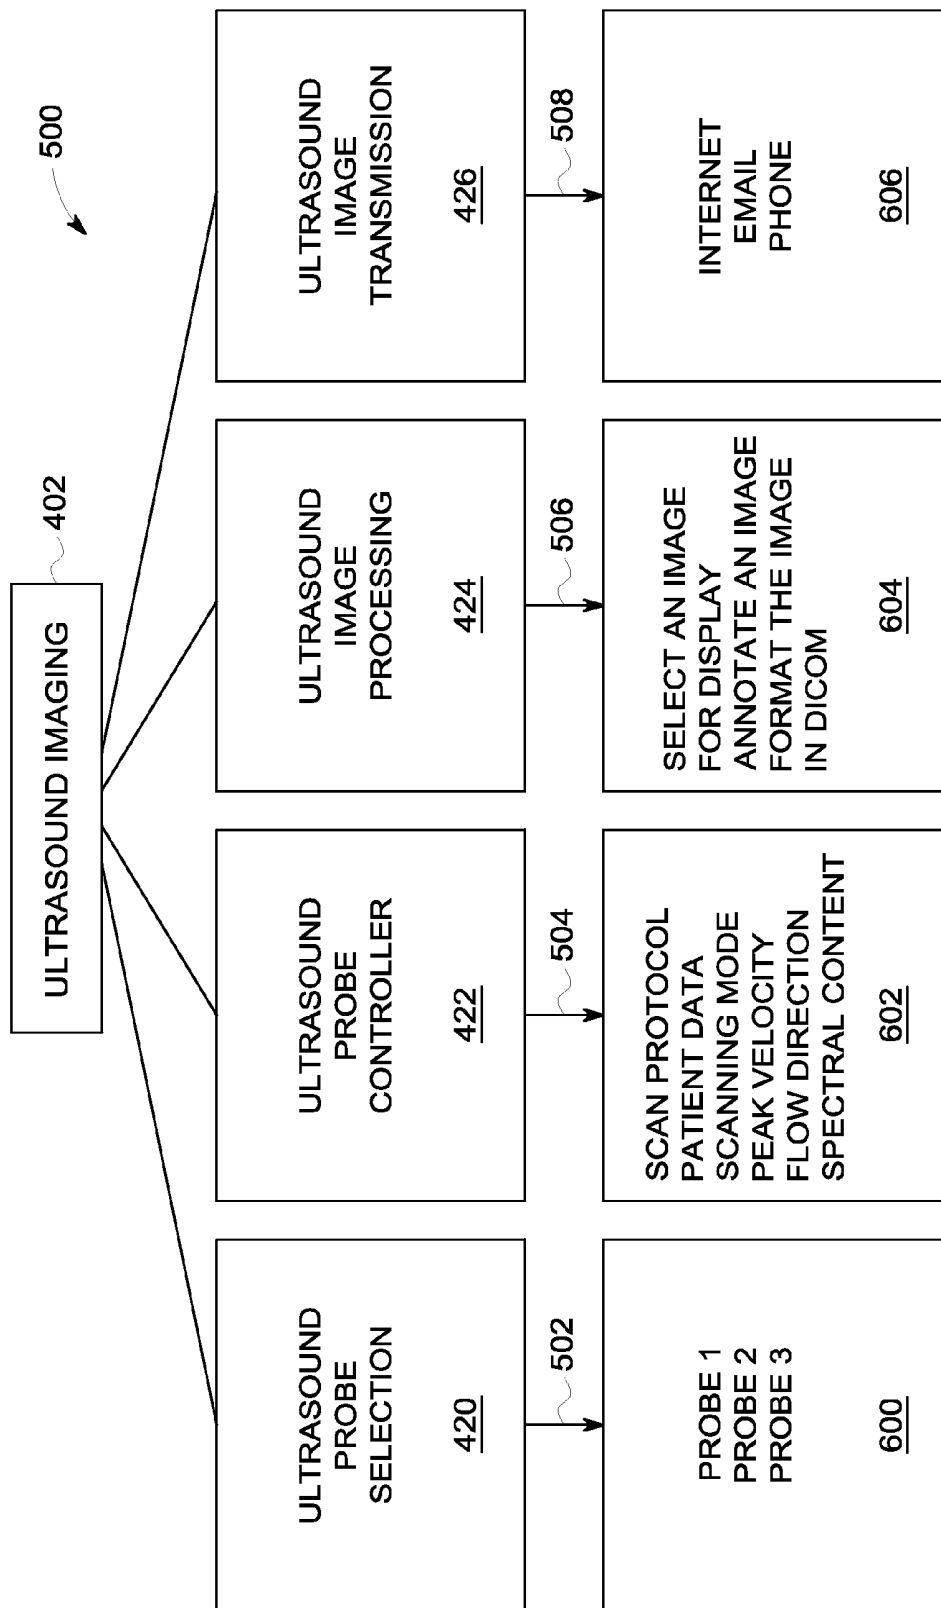 500
ULTRASOUND IMAGING
402
ULTRASOUND
PROBE
SELECTION
420
ULTRASOUND
PROBE
CONTROLLER
422
ULTRASOUND
IMAGE
PROCESSING
424
ULTRASOUND
IMAGE
TRANSMISSION
426
502
504
506
508
PROBE 1
PROBE 2
PROBE 3
600
SCAN PROTOCOL
PATIENT DATA
SCANNING MODE
PEAK VELOCITY
FLOW DIRECTION
SPECTRAL CONTENT
602
SELECT AN IMAGE
FOR DISPLAY
ANNOTATE AN IMAGE
FORMAT THE IMAGE
IN DICOM
604
INTERNET
EMAIL
PHONE
606